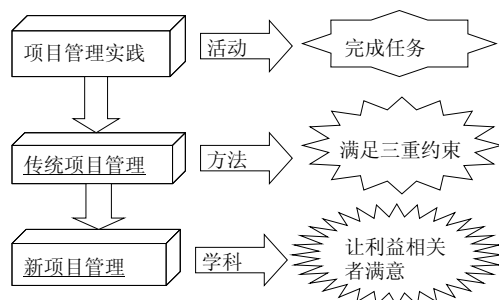 项目管理实践
活动
完成任务
传统项目管理
方法
满足三重约束
新项目管理
学科
让利益相关
者满意